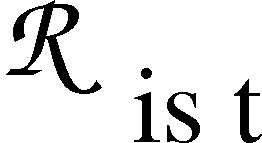 ℛ is t